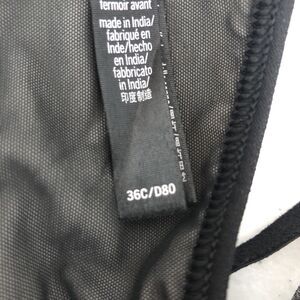 fermoir avant
made in India/
fabriqué en
Inde/hecho
en India/
fabbricato
in India/
印度制造
36C/D80